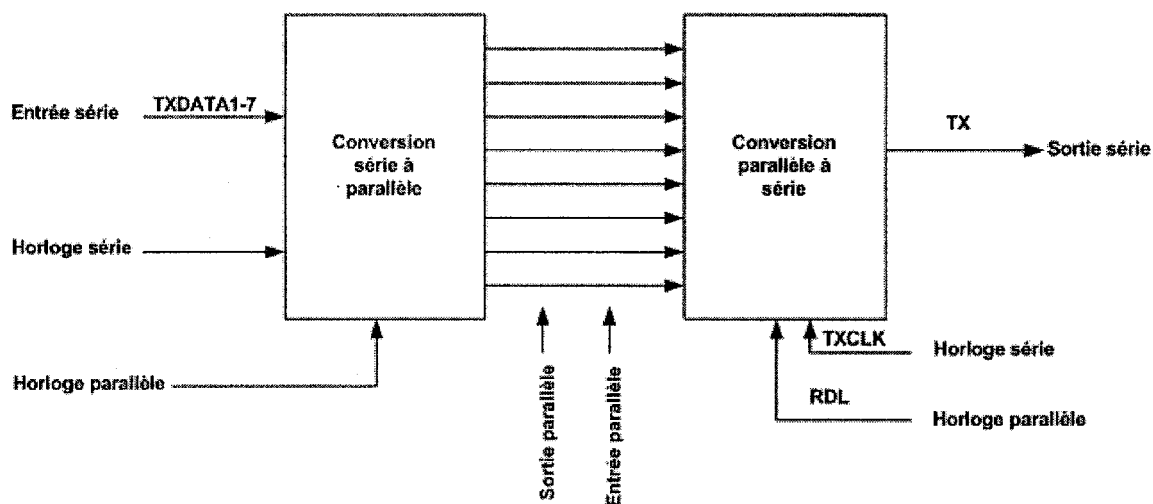 Entrée série
TXDATA1-7
Conversion
série à
parallèle
Conversion
parallèle à
série
TX
Sortie série
Horloge série
TXCLK
Horloge série
Horloge parallèle
RDL
Horloge parallèle
Sortie parallèle
Entrée parallèle